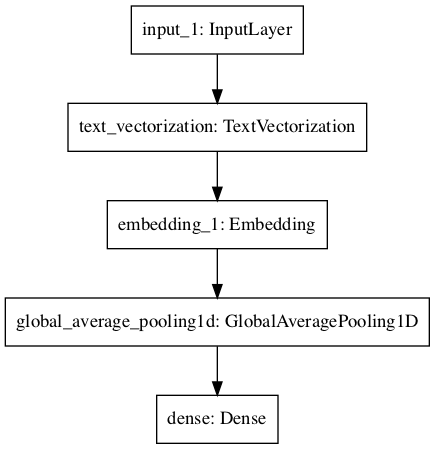 input_1: InputLayer
text_vectorization: TextVectorization
embedding_1: Embedding
global_average_pooling1d: GlobalAveragePooling1D
dense: Dense